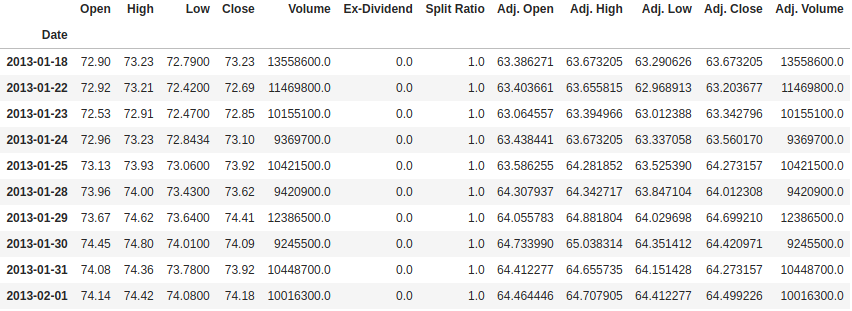 Open High Low Close Volume Ex-Dividend Split Ratio Adj. Open Adj. High Adj. Low Adj. Close Adj. Volume
Date
2013-01-18 72.90 73.23 72.7900 73.23 13558600.0 0.0 1.0 63.386271 63.673205 63.290626 63.673205 13558600.0
2013-01-22 72.92 73.21 72.4200 72.69 11469800.0 0.0 1.0 63.403661 63.655815 62.968913 63.203677 11469800.0
2013-01-23 72.53 72.91 72.4700 72.85 10155100.0 0.0 1.0 63.064557 63.394966 63.012388 63.342796 10155100.0
2013-01-24 72.96 73.23 72.8434 73.10 9369700.0 0.0 1.0 63.438441 63.673205 63.337058 63.560170 9369700.0
2013-01-25 73.13 73.93 73.0600 73.92 10421500.0 0.0 1.0 63.586255 64.281852 63.525390 64.273157 10421500.0
2013-01-28 73.96 74.00 73.4300 73.62 9420900.0 0.0 1.0 64.307937 64.342717 63.847104 64.012308 9420900.0
2013-01-29 73.67 74.62 73.6400 74.41 12386500.0 0.0 1.0 64.055783 64.881804 64.029698 64.699210 12386500.0
2013-01-30 74.45 74.80 74.0100 74.09 9245500.0 0.0 1.0 64.733990 65.038314 64.351412 64.420971 9245500.0
2013-01-31 74.08 74.36 73.7800 73.92 10448700.0 0.0 1.0 64.412277 64.655735 64.151428 64.273157 10448700.0
2013-02-01 74.14 74.42 74.0800 74.18 10016300.0 0.0 1.0 64.464446 64.707905 64.412277 64.499226 10016300.0